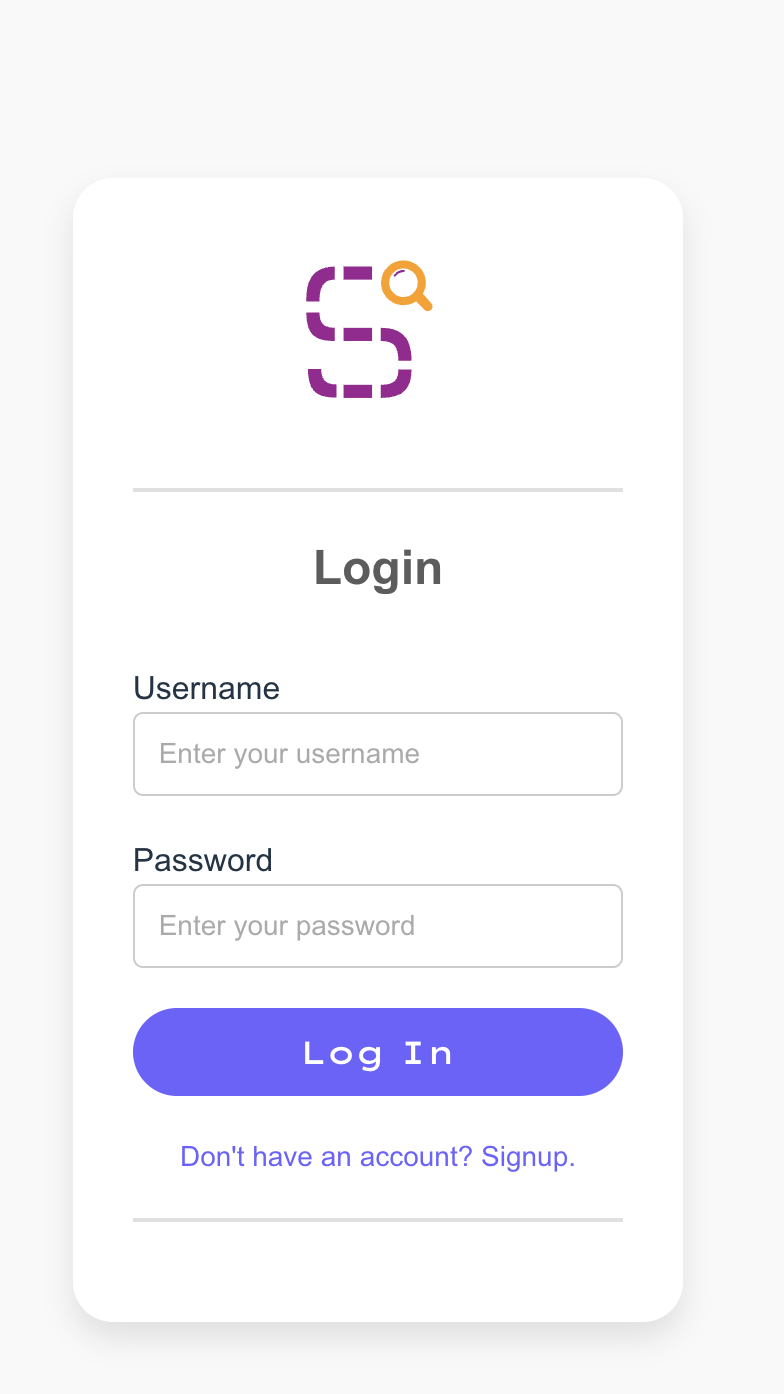 Login
Username
Enter your username
Password
Enter your password
Log In
Don't have an account? Signup.